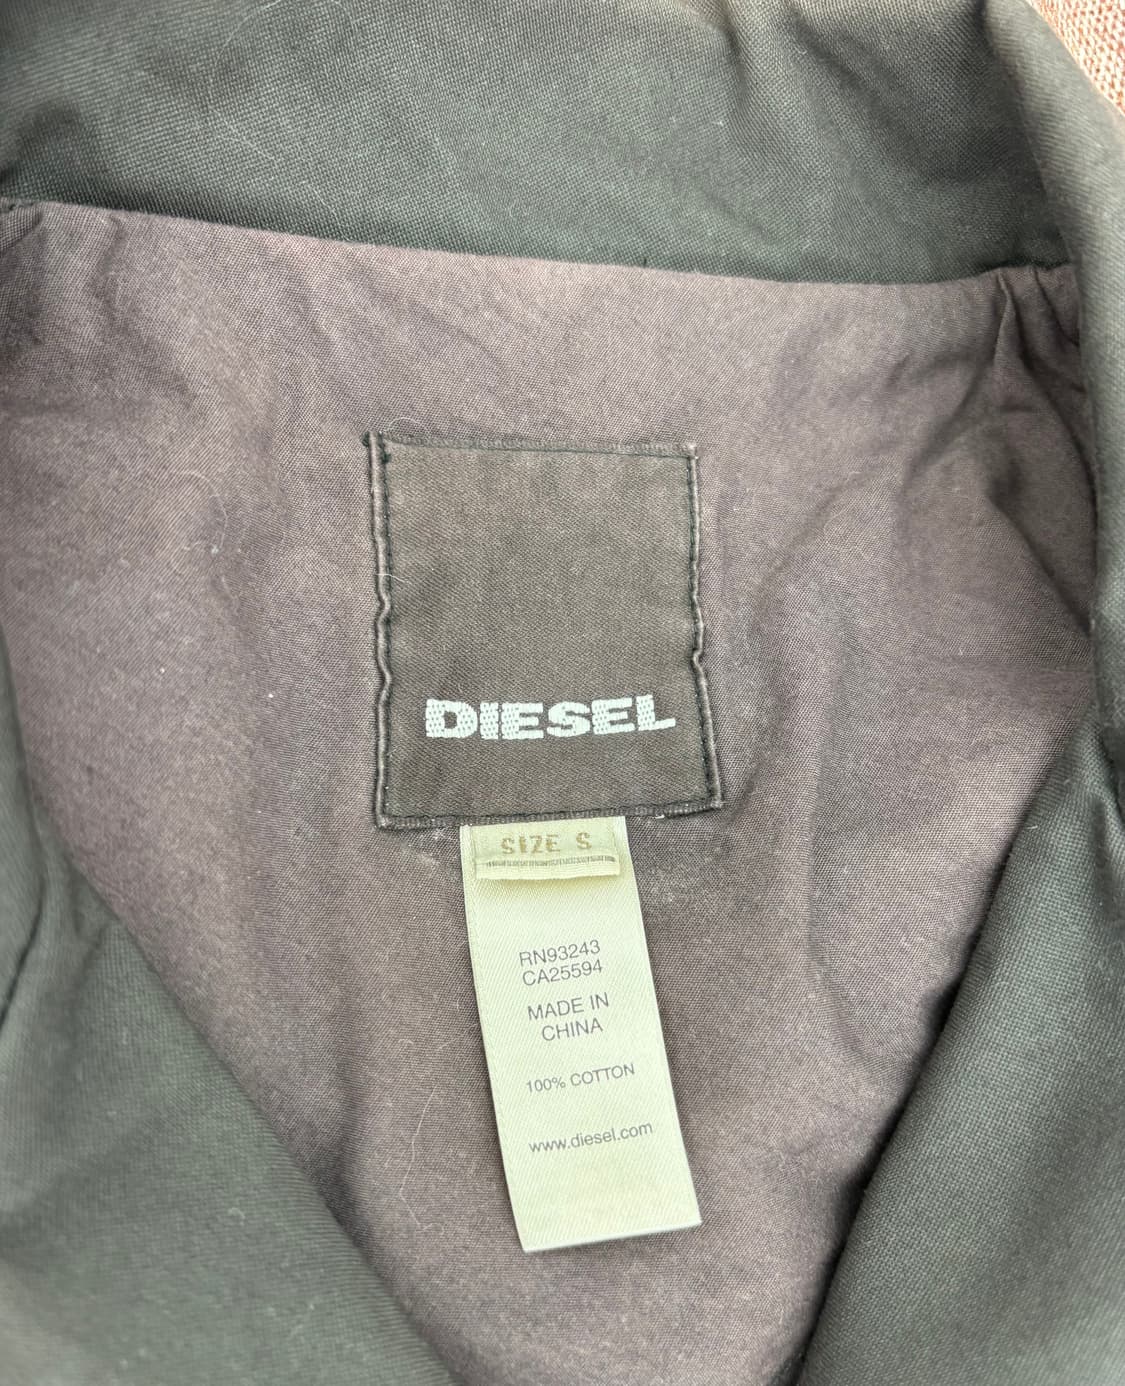 DIESEL
SIZE S
RN93243
CA25594
MADE IN
CHINA
100% COTTON
www.diesel.com